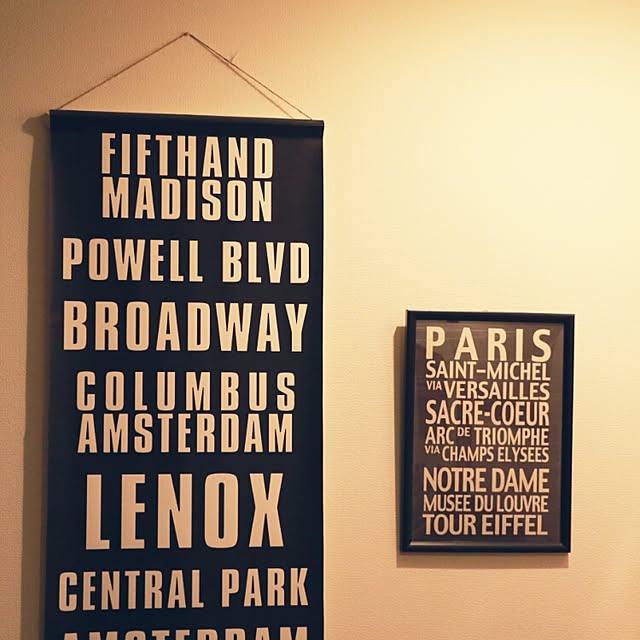 FIFTHAND
MADISON
POWELL BLVD
BROADWAY
COLUMBUS
AMSTERDAM
LENOX
CENTRAL PARK
AMSTERDAM
PARIS
SAINT-MICHEL
VIA VERSAILLES
SACRE-COEUR
ARC DE TRIOMPHE
VIA CHAMPS ELYSEES
NOTRE DAME
MUSEE DU LOUVRE
TOUR EIFFEL